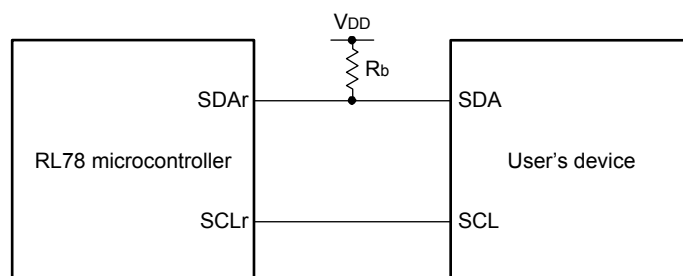 VDD
Rb
SDAr
SDA
RL78 microcontroller
User's device
SCLr
SCL